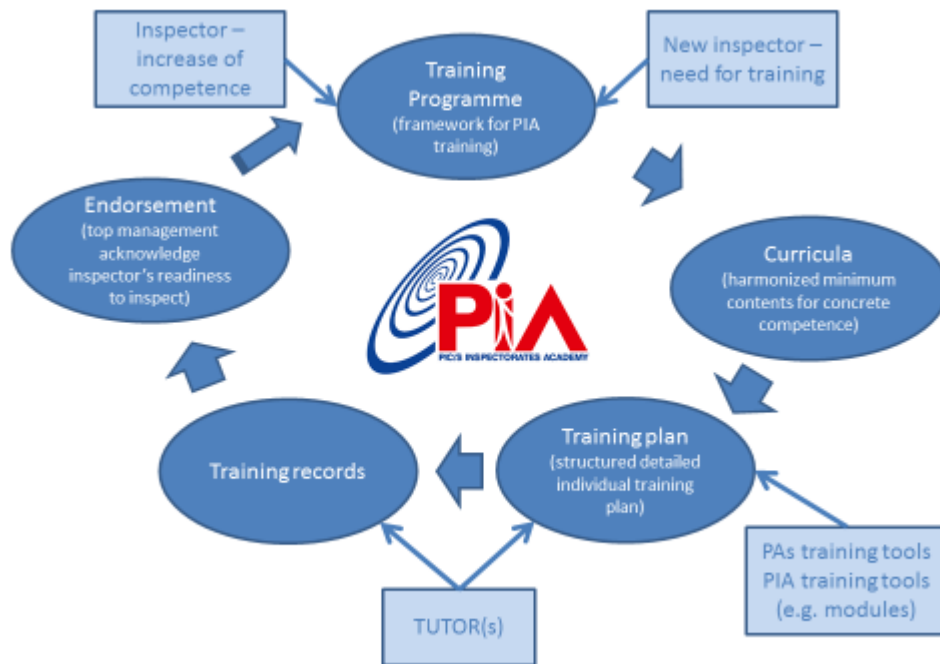 Inspector –
increase of
competence
Training
Programme
(framework for PIA
training)
New inspector –
need for training
Endorsement
(top management
acknowledge
inspector's readiness
to inspect)
Curricula
(harmonized minimum
contents for concrete
competence)
PiA
PIC/S INSPECTORATES ACADEMY
Training records
Training plan
(structured detailed
individual training
plan)
TUTOR(s)
PAs training tools
PIA training tools
(e.g. modules)